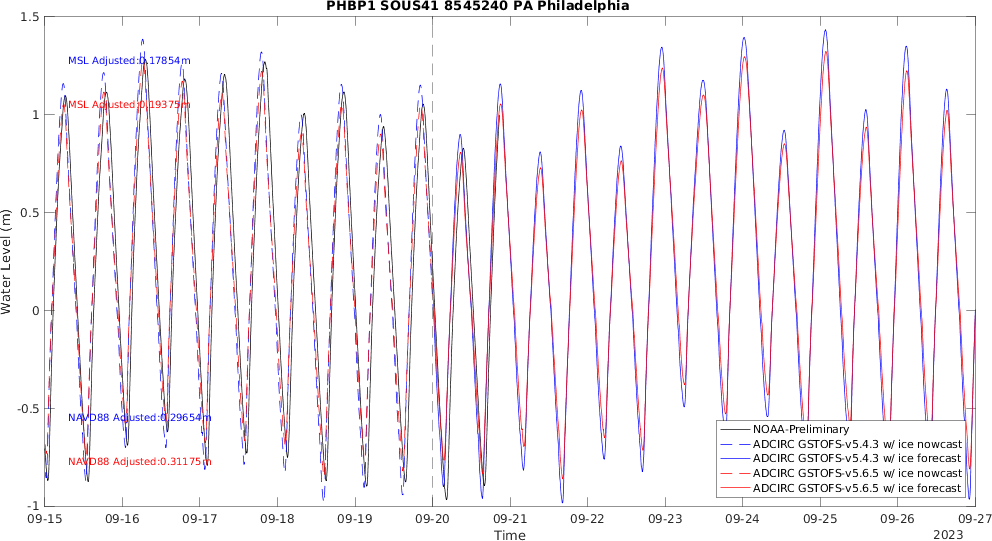 PHBP1 SOUS41 8545240 PA Philadelphia
1.5
1
0.5
0
-0.5
-1
Water Level (m)
MSL Adjusted:0.17854m
MSL Adjusted:0.19375m
NAVD88 Adjusted:0.29654m
NAVD88 Adjusted:0.31175m
NOAA-Preliminary
ADCIRC GSTOFS-v5.4.3 w/ ice nowcast
ADCIRC GSTOFS-v5.4.3 w/ ice forecast
ADCIRC GSTOFS-v5.6.5 w/ ice nowcast
ADCIRC GSTOFS-v5.6.5 w/ ice forecast
09-15 09-16 09-17 09-18 09-19 09-20 09-21 09-22 09-23 09-24 09-25 09-26 09-27
Time
2023